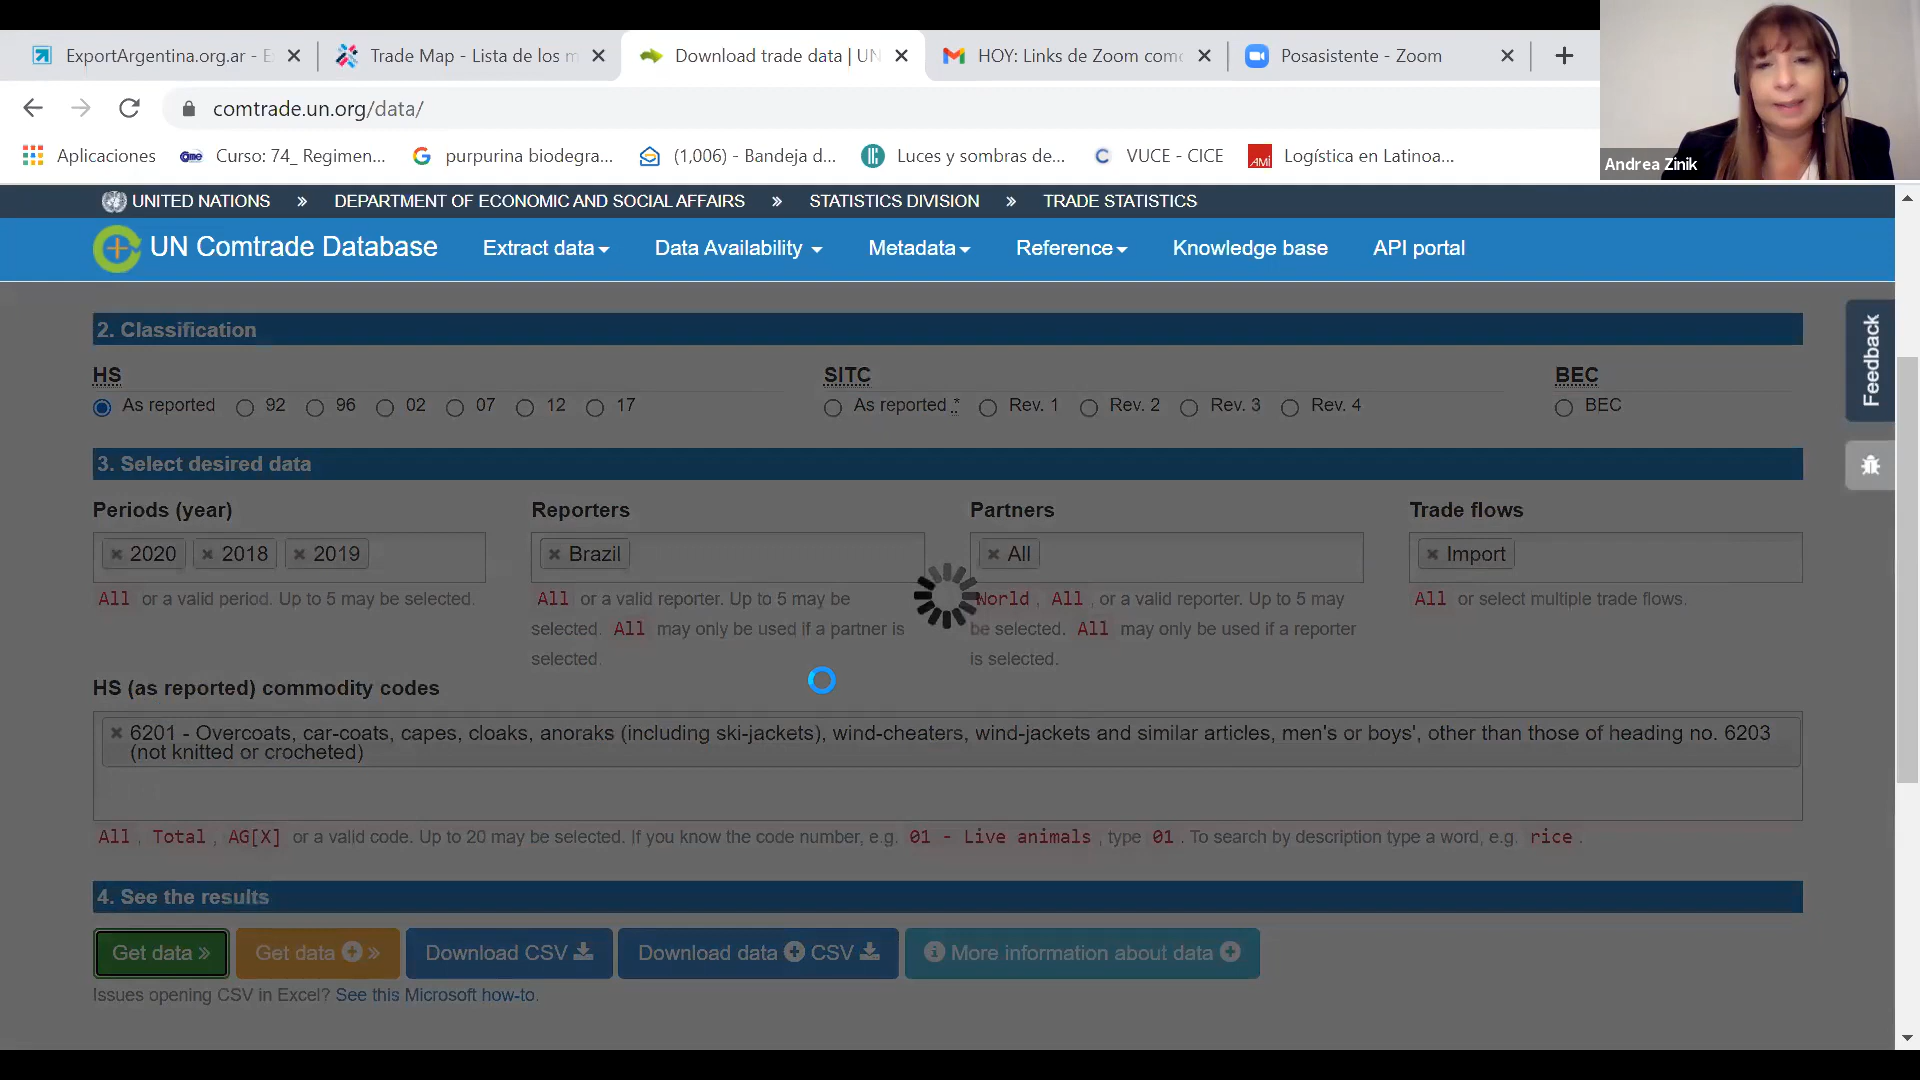 ExportArgentina.org.ar - E
Trade Map - Lista de los m
Download trade data | UN
HOY: Links de Zoom como
Posasistente - Zoom
comtrade.un.org/data/
Aplicaciones
Curso: 74_ Regimen...
purpurina biodegra...
(1,006) - Bandeja d...
Luces y sombras de...
VUCE - CICE
AMI
Logística en Latinoa...
Andrea Zinik
UNITED NATIONS » DEPARTMENT OF ECONOMIC AND SOCIAL AFFAIRS » STATISTICS DIVISION » TRADE STATISTICS
UN Comtrade Database Extract data Data Availability Metadata Reference Knowledge base API portal
Feedback
2. Classification
HS SITC BEC
As reported 92 96 02 07 12 17 As reported * Rev. 1 Rev. 2 Rev. 3 Rev. 4 BEC
3. Select desired data
Periods (year)
× 2020 × 2018 × 2019
All or a valid period. Up to 5 may be selected.
Reporters
× Brazil
All or a valid reporter. Up to 5 may be
selected. All may only be used if a partner is
selected.
Partners
× All
World , All , or a valid reporter. Up to 5 may
be selected. All may only be used if a reporter
is selected.
Trade flows
× Import
All or select multiple trade flows.
HS (as reported) commodity codes
× 6201 - Overcoats, car-coats, capes, cloaks, anoraks (including ski-jackets), wind-cheaters, wind-jackets and similar articles, men's or boys', other than those of heading no. 6203
(not knitted or crocheted)
All , Total , AG[X] or a valid code. Up to 20 may be selected. If you know the code number, e.g. 01 - Live animals , type 01 . To search by description type a word, e.g. rice .
4. See the results
Get data » Get data » Download CSV Download data CSV More information about data
Issues opening CSV in Excel? See this Microsoft how-to.